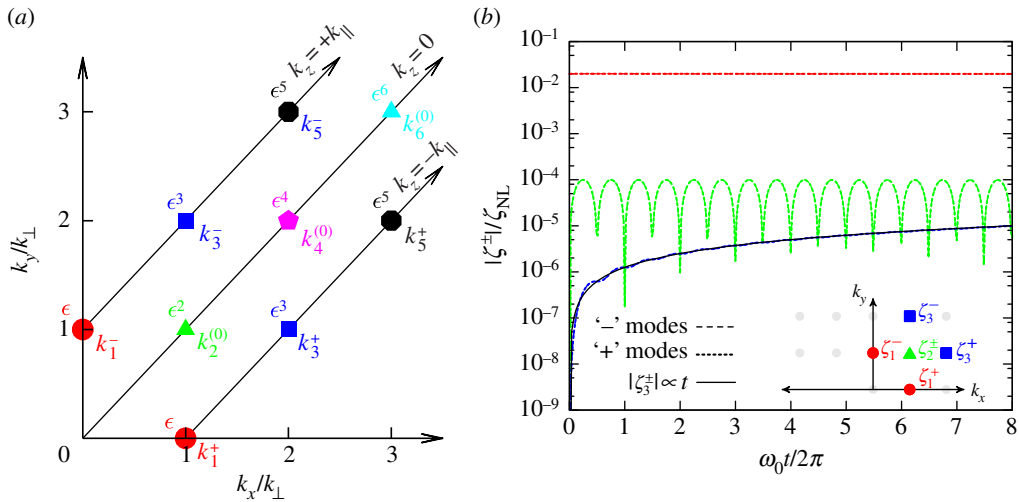 (a)
k_z = +k_∥
k_z = 0
k_z = −k_∥
ϵ^5
k_5^−
ϵ^6
k_6^(0)
3
ϵ^3
k_3^−
ϵ^4
k_4^(0)
ϵ^5
k_5^+
2
k_y/k_⊥
ϵ
k_1^−
ϵ^2
k_2^(0)
ϵ^3
k_3^+
1
ϵ
k_1^+
0
1
2
3
k_x/k_⊥
(b)
10^−1
10^−2
10^−3
10^−4
10^−5
10^−6
10^−7
10^−8
10^−9
|ζ^±|/ζ_NL
‘−’ modes
‘+’ modes
|ζ_3^±| ∝ t
k_y
ζ_3^−
ζ_1^−
ζ_2^±
ζ_3^+
ζ_1^+
k_x
0
1
2
3
4
5
6
7
8
ω_0t/2π